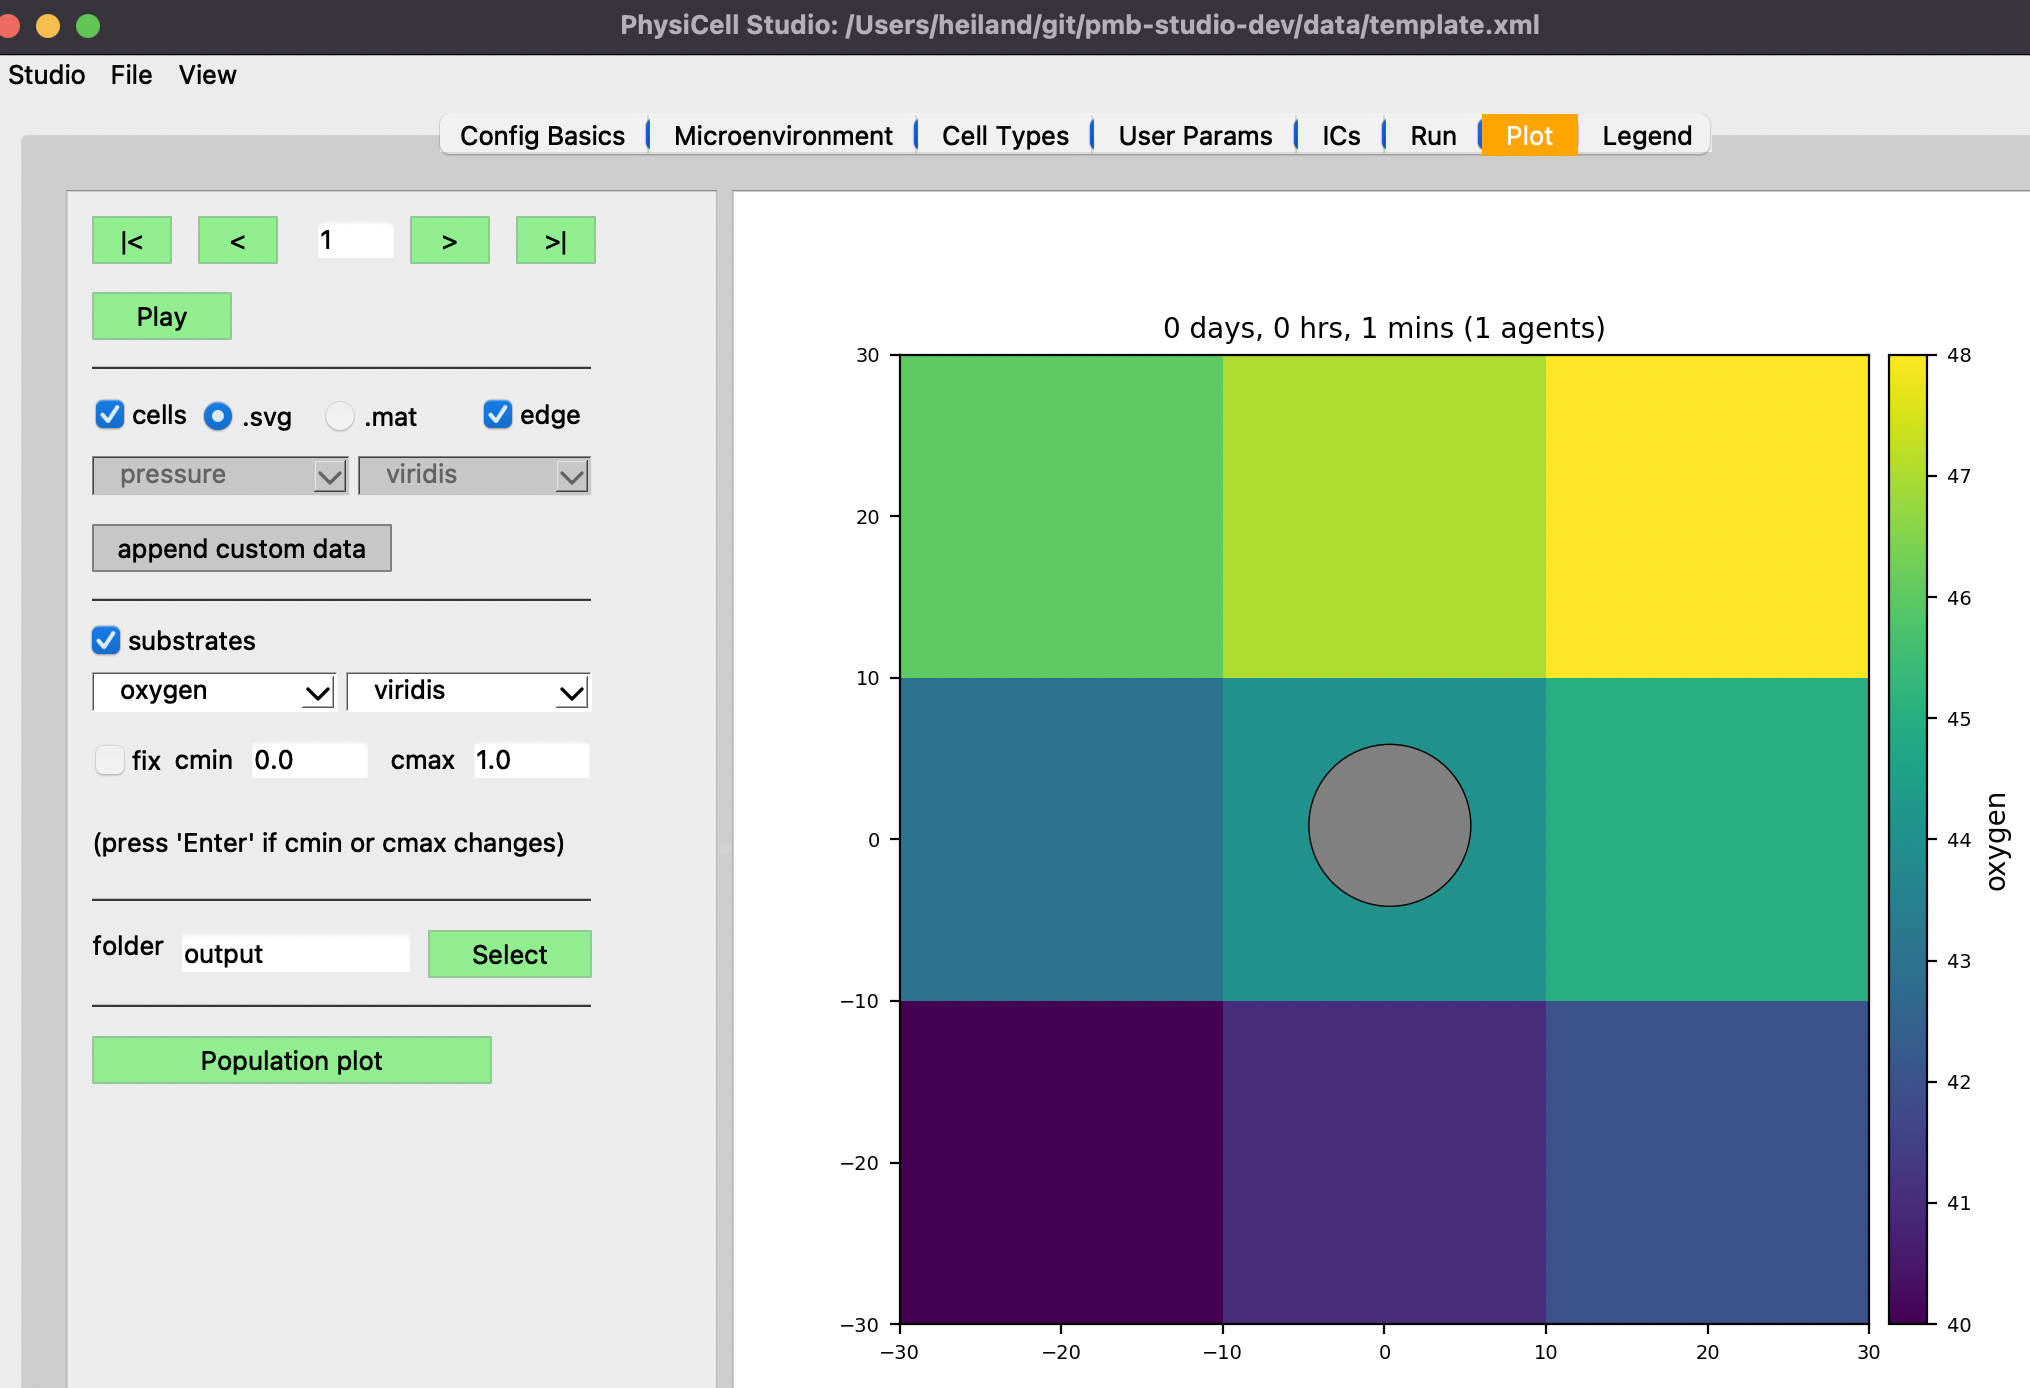 PhysiCell Studio: /Users/heiland/git/pmb-studio-dev/data/template.xml
Studio File View
Config Basics Microenvironment Cell Types User Params ICs Run Plot Legend
|< < 1 > >|
Play
cells .svg .mat edge
pressure viridis
append custom data
substrates
oxygen viridis
fix cmin 0.0 cmax 1.0
(press 'Enter' if cmin or cmax changes)
folder output Select
Population plot
0 days, 0 hrs, 1 mins (1 agents)
30
20
10
0
−10
−20
−30
−30 −20 −10 0 10 20 30
48
47
46
45
44
43
42
41
40
oxygen